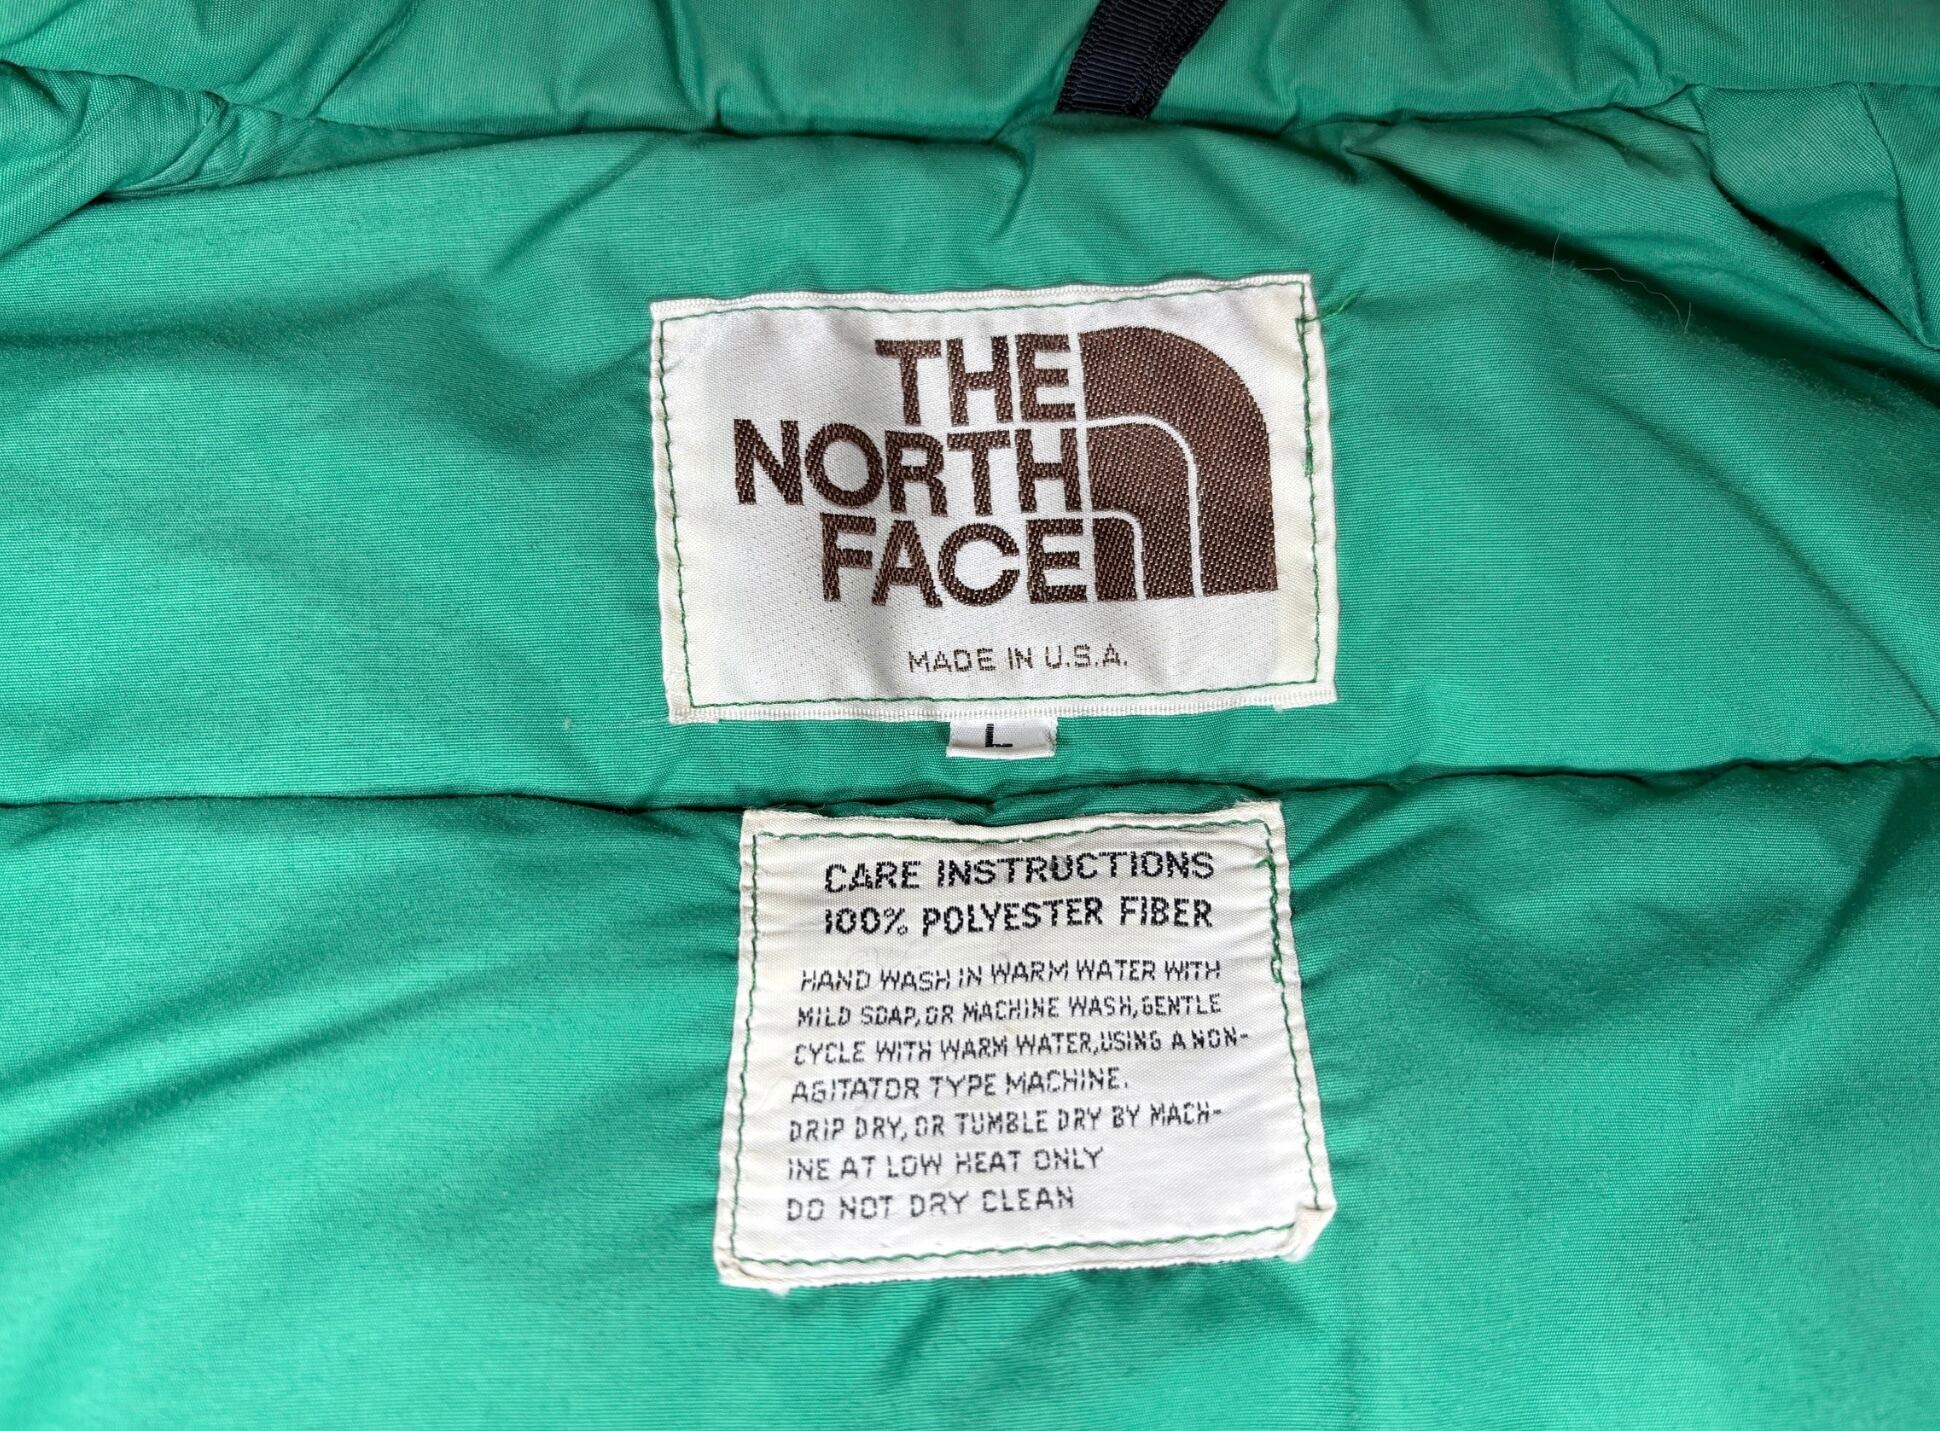 THE
NORTH
FACE
MADE IN U.S.A.
L
CARE INSTRUCTIONS
100% POLYESTER FIBER
HAND WASH IN WARM WATER WITH
MILD SOAP, OR MACHINE WASH, GENTLE
CYCLE WITH WARM WATER, USING A NON-
AGITATOR TYPE MACHINE.
DRIP DRY, OR TUMBLE DRY BY MACH-
INE AT LOW HEAT ONLY
DO NOT DRY CLEAN